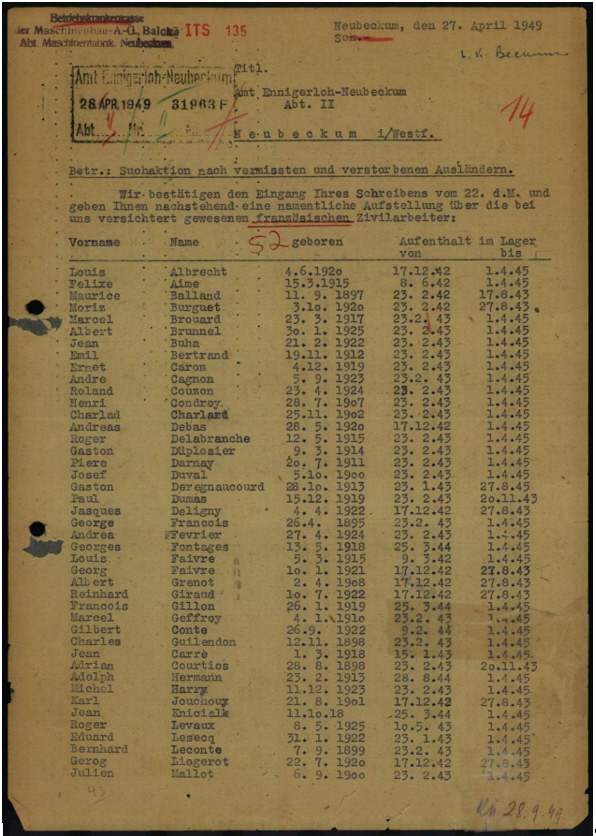 Betriebskrankenkasse
der Maschinenbau-A.G. Balcke
Abt. Maschinenfabrik Neubeckum.
ITS 135
Neubeckum, den 27. April 1949
Titl.
Amt Ennigerloh-Neubeckum
Abt. II
Neubeckum i/Westf.
Amt Ennigerloh-Neubeckum
28.APR.1949 31963 F
Abt.
14
Betr.: Suchaktion nach vermissten und verstorbenen Ausländern.
Wir bestätigen den Eingang Ihres Schreibens vom 22. d.M. und
geben Ihnen nachstehend eine namentliche Aufstellung über die bei
uns versichert gewesenen französischen Zivilarbeiter:
52
Vorname Name geboren Aufenthalt im Lager
von bis
Louis Albrecht 4.6.1920 17.12.42 1.4.45
Felixe Aime 15.3.1915 8. 6.42 1.4.45
Maurice Balland 11. 9. 1897 23. 2.42 17.8.43
Moriz Burguet 3.10. 1920 23. 2.42 27.8.43
Marcel Brouard 23. 3. 1917 23.2. 43 1.4.45
Albert Brunnel 30. 1. 1925 23. 2.43 1.4.45
Jean Buhn 21. 2. 1922 23. 2.43 1.4.45
Emil Bertrand 19.11. 1912 23. 2.43 1.4.45
Ernet Caron 4.12. 1919 23. 2.43 1.4.45
Andre Cagnon 5. 9. 1923 23.2. 43 1.4.45
Roland Couzon 23. 4. 1924 23. 2.43 1.4.45
Henri Condroy 28. 7. 1907 23. 2.43 1.4.45
Charlad Charlard 25.11. 1902 23. 2.43 1.4.45
Andreas Debas 28. 5. 1920 17.12.42 1.4.45
Roger Delabranche 12. 5. 1915 23. 2.43 1.4.45
Gaston Düplesier 9. 3. 1914 23. 2.43 1.4.45
Piere Darnay 20. 7. 1911 23. 2.43 1.4.45
Josef Duval 5.10. 1900 23. 2.43 1.4.45
Gaston Deregnaucourd 28.10. 1913 23. 1.43 27.8.45
Paul Dumas 15.12. 1919 23. 2.43 20.11.43
Jasques Deligny 4. 4. 1922 17.12.42 27.8.45
George Francois 26.4. 1895 23.2. 43 1.4.45
Andrea Fevrier 27. 4. 1924 23. 2.43 1.4.45
Georges Fontages 13. 5. 1918 25. 3.44 1.4.45
Louis Faivre 5. 3. 1915 9. 3.42 1.4.45
Georg Faivre 10. 1. 1921 17.12.42 27.8.43
Albert Grenot 2. 4. 1908 17.12.42 27.8.43
Reinhard Giraud 10. 7. 1922 17.12.42 27.8.43
Francois Gillon 26. 1. 1919 25. 3.44 1.4.45
Marcel Geffroy 4. 1. 1910 23.2. 43 1.4.45
Gilbert Conte 26.9. 1922 9.2. 44 1.4.45
Charles Guilendon 12.11. 1898 23.2. 43 1.4.45
Jean Carré 1. 3. 1918 15. 1.43 1.4.45
Adrian Courtios 28. 8. 1898 23. 2.43 20.11.43
Adolph Hermann 23. 2. 1913 28. 8.44 1.4.45
Michel Harry 11.12. 1923 23. 2.43 1.4.45
Karl Jouchoux 21. 8. 1901 17.12.42 27.8.43
Jean Knicialk 11.10.18 25. 3.44 1.4.45
Roger Levaux 8. 5. 1925 10.5. 43 1.4.45
Eduard Lesecq 31. 1. 1922 23. 1.43 1.4.45
Bernhard Leconte 7. 9. 1899 23.2. 43 1.4.45
Gerog Liogerot 22. 7. 1920 17.12.42 27.8.43
Julien Mallot 6. 9. 1900 23. 2.43 1.4.45
43
28.9.49